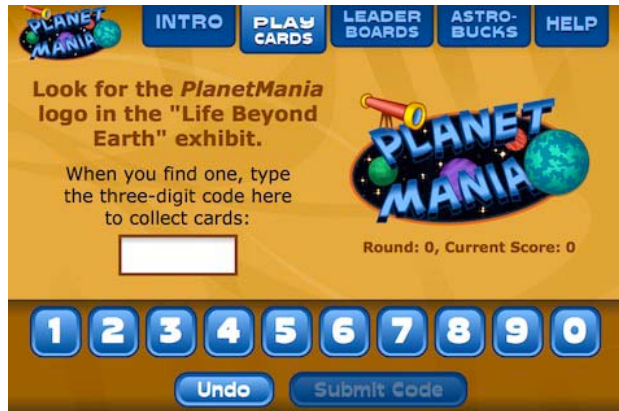 PLANET
MANIA
INTRO
PLAY
CARDS
LEADER
BOARDS
ASTRO-
BUCKS
HELP
Look for the PlanetMania
logo in the "Life Beyond
Earth" exhibit.
When you find one, type
the three-digit code here
to collect cards:
PLANET
MANIA
Round: 0, Current Score: 0
1 2 3 4 5 6 7 8 9 0
Undo
Submit Code